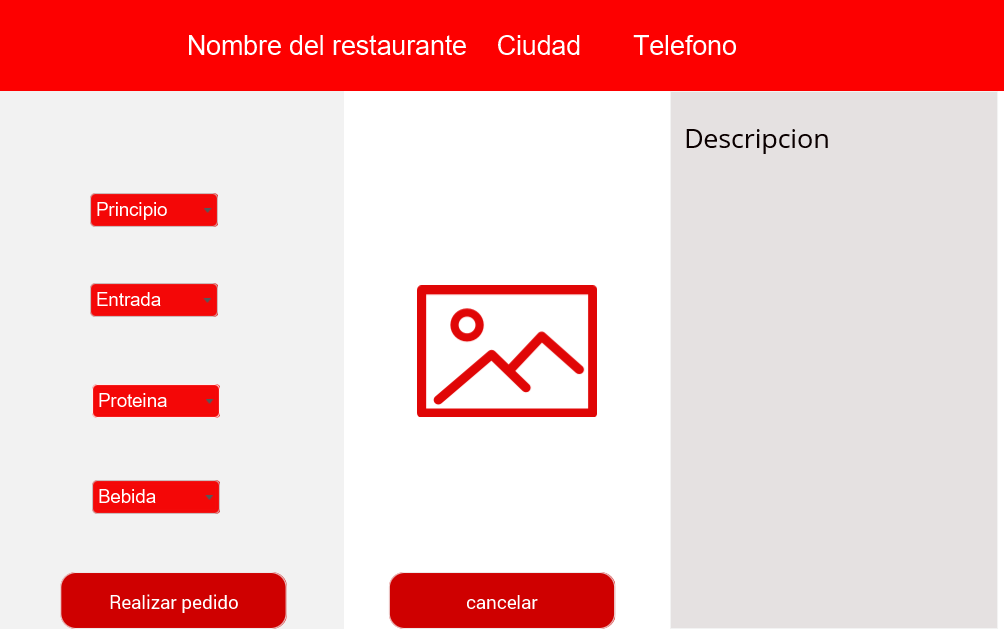 Nombre del restaurante Ciudad Telefono
Descripcion
Principio
Entrada
Proteina
Bebida
Realizar pedido
cancelar